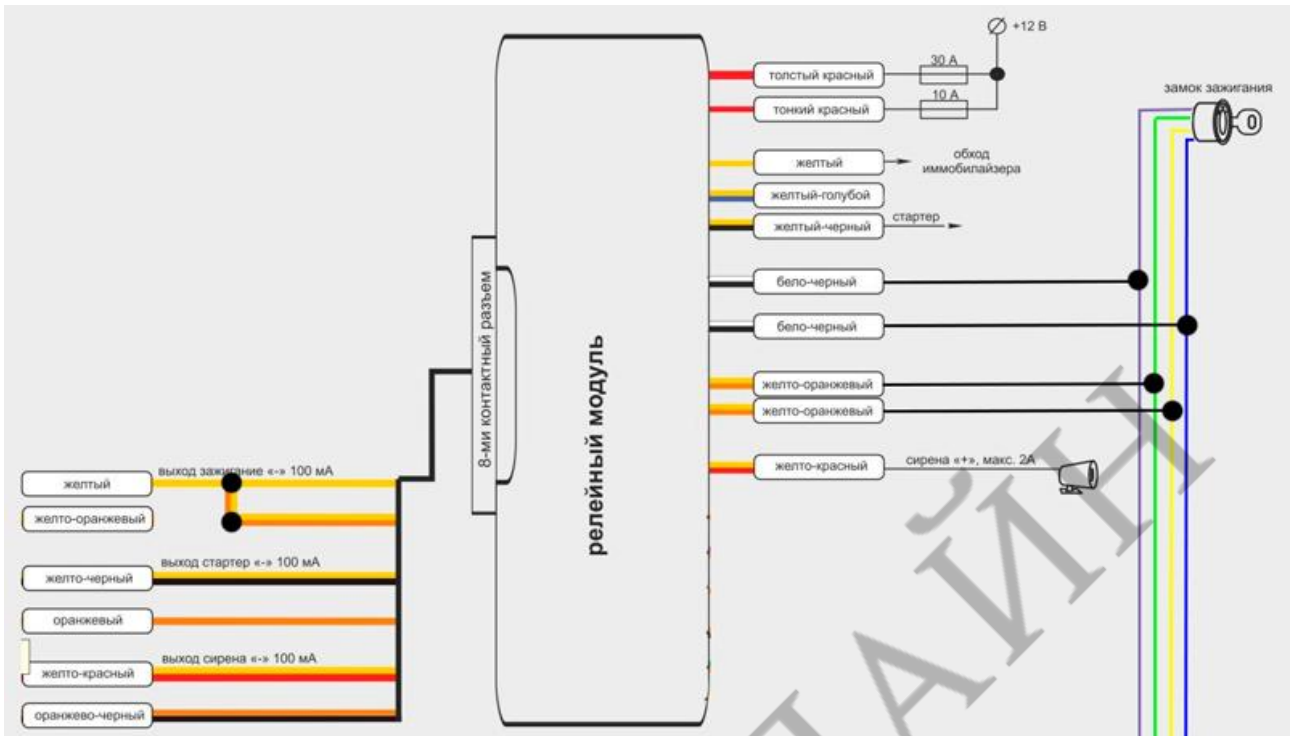 +12 В
30 А
толстый красный
замок зажигания
10 А
тонкий красный
желтый
обход
иммобилайзера
желтый-голубой
стартер
желтый-черный
бело-черный
бело-черный
желто-оранжевый
желто-оранжевый
желто-красный
сирена «+», макс. 2А
8-ми контактный разъем
релейный модуль
выход зажигание «-» 100 мА
желтый
желто-оранжевый
выход стартер «-» 100 мА
желто-черный
оранжевый
выход сирена «-» 100 мА
желто-красный
оранжево-черный
ЛАЙН